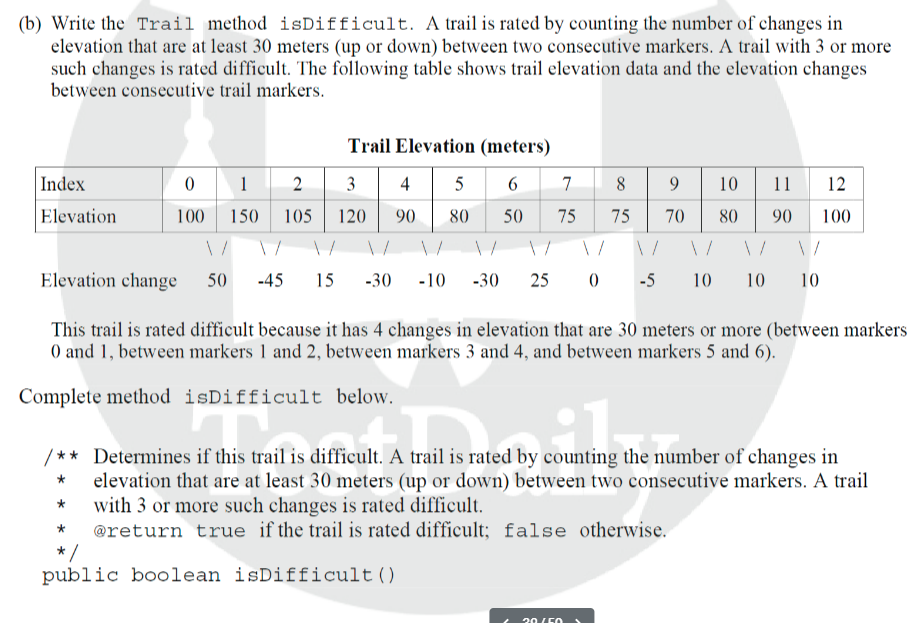 (b) Write the Trail method isDifficult. A trail is rated by counting the number of changes in
elevation that are at least 30 meters (up or down) between two consecutive markers. A trail with 3 or more
such changes is rated difficult. The following table shows trail elevation data and the elevation changes
between consecutive trail markers.
Trail Elevation (meters)
Index 0 1 2 3 4 5 6 7 8 9 10 11 12
Elevation 100 150 105 120 90 80 50 75 75 70 80 90 100
\ / \ / \ / \ / \ / \ / \ / \ / \ / \ / \ / \ /
Elevation change 50 -45 15 -30 -10 -30 25 0 -5 10 10 10
This trail is rated difficult because it has 4 changes in elevation that are 30 meters or more (between markers
0 and 1, between markers 1 and 2, between markers 3 and 4, and between markers 5 and 6).
Complete method isDifficult below.
TestDaily
/** Determines if this trail is difficult. A trail is rated by counting the number of changes in
* elevation that are at least 30 meters (up or down) between two consecutive markers. A trail
* with 3 or more such changes is rated difficult.
* @return true if the trail is rated difficult; false otherwise.
*/
public boolean isDifficult()